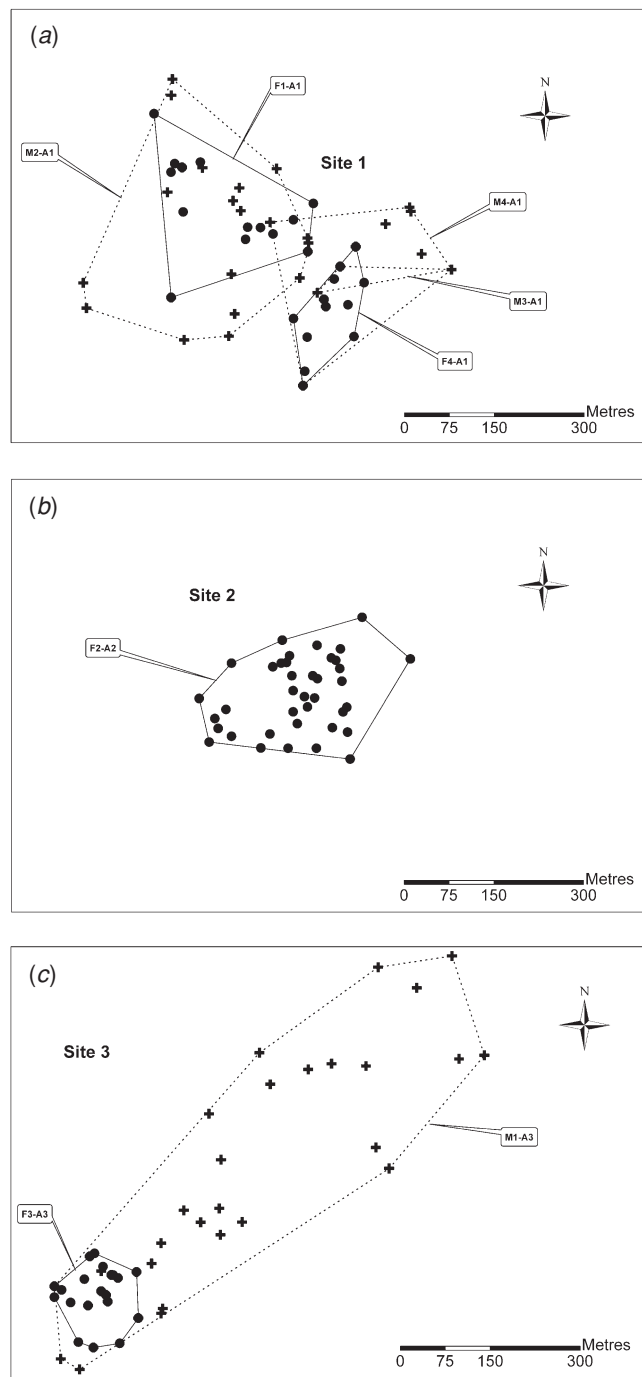 (a)
F1-A1
N
M2-A1
Site 1
M4-A1
M3-A1
F4-A1
Metres
0 75 150 300
(b)
N
Site 2
F2-A2
Metres
0 75 150 300
(c)
N
Site 3
M1-A3
F3-A3
Metres
0 75 150 300